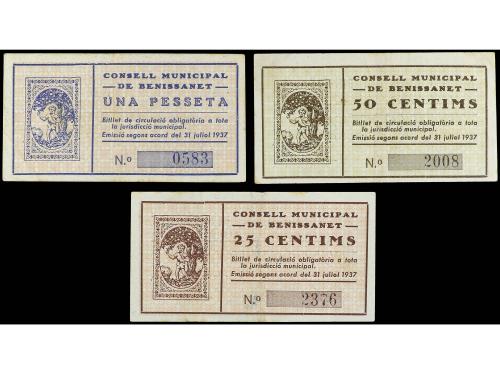 CONSELL MUNICIPAL
DE BENISSANET
UNA PESSETA
Bitllet de circulació obligatòria a tota
la jurisdicció municipal.
Emissió segons acord del 31 juliol 1937
N.º 0583
CONSELL MUNICIPAL
DE BENISSANET
50 CENTIMS
Bitllet de circulació obligatòria a tota
la jurisdicció municipal.
Emissió segons acord del 31 juliol 1937
N.º 2008
CONSELL MUNICIPAL
DE BENISSANET
25 CENTIMS
Bitllet de circulació obligatòria a tota
la jurisdicció municipal.
Emissió segons acord del 31 juliol 1937
N.º 2376